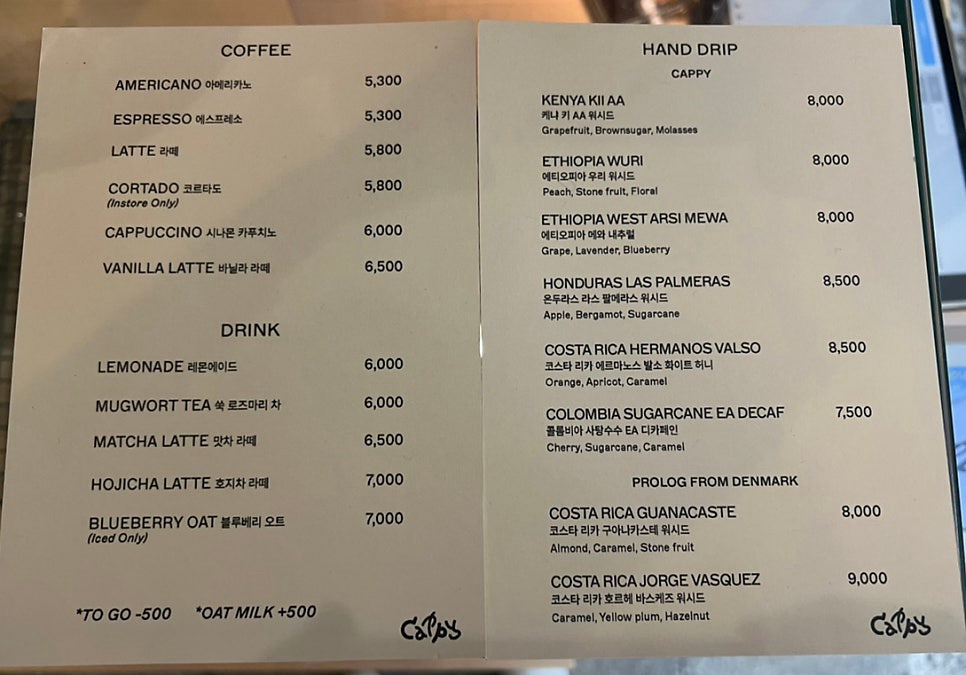 COFFEE
AMERICANO 아메리카노 5,300
ESPRESSO 에스프레소 5,300
LATTE 라떼 5,800
CORTADO 코르타도 5,800
(Instore Only)
CAPPUCCINO 시나몬 카푸치노 6,000
VANILLA LATTE 바닐라 라떼 6,500
DRINK
LEMONADE 레몬에이드 6,000
MUGWORT TEA 쑥 로즈마리 차 6,000
MATCHA LATTE 맛차 라떼 6,500
HOJICHA LATTE 호지차 라떼 7,000
BLUEBERRY OAT 블루베리 오트 7,000
(Iced Only)
*TO GO -500 *OAT MILK +500
Cappy
HAND DRIP
CAPPY
KENYA KII AA 8,000
케냐 키 AA 워시드
Grapefruit, Brownsugar, Molasses
ETHIOPIA WURI 8,000
에티오피아 우리 워시드
Peach, Stone fruit, Floral
ETHIOPIA WEST ARSI MEWA 8,000
에티오피아 메와 내추럴
Grape, Lavender, Blueberry
HONDURAS LAS PALMERAS 8,500
온두라스 라스 팔메라스 워시드
Apple, Bergamot, Sugarcane
COSTA RICA HERMANOS VALSO 8,500
코스타 리카 에르마노스 발소 화이트 허니
Orange, Apricot, Caramel
COLOMBIA SUGARCANE EA DECAF 7,500
콜롬비아 사탕수수 EA 디카페인
Cherry, Sugarcane, Caramel
PROLOG FROM DENMARK
COSTA RICA GUANACASTE 8,000
코스타 리카 구아나카스테 워시드
Almond, Caramel, Stone fruit
COSTA RICA JORGE VASQUEZ 9,000
코스타 리카 호르헤 바스케즈 워시드
Caramel, Yellow plum, Hazelnut
Cappy